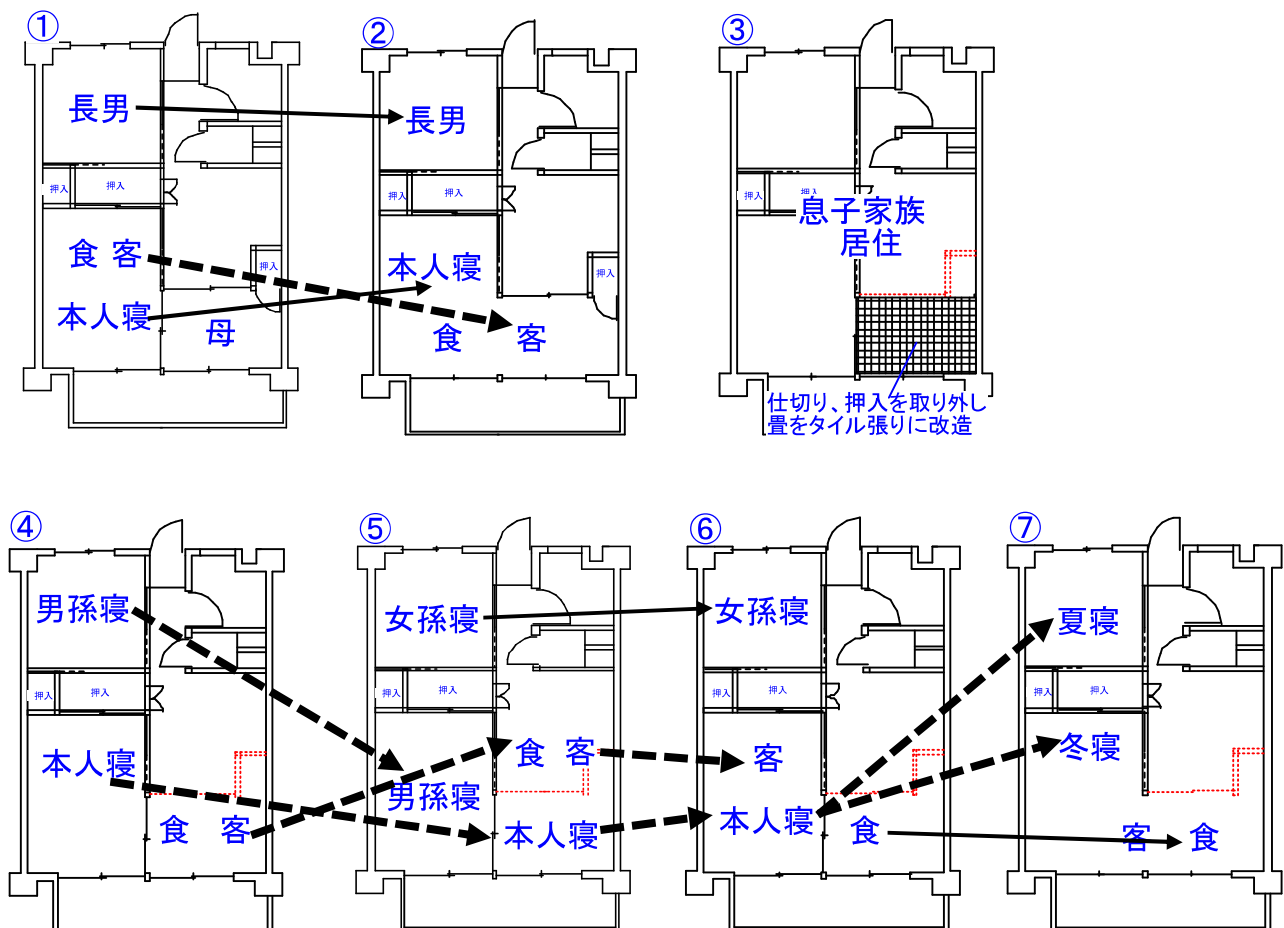 ①
長男
押入
押入
食 客
押入
本人寝
母
②
長男
押入
押入
本人寝
押入
食
客
③
押入
押入
息子家族
居住
仕切り、押入を取り外し
畳をタイル張りに改造
④
男孫寝
押入
押入
本人寝
食
客
⑤
女孫寝
押入
押入
食 客
男孫寝
本人寝
⑥
女孫寝
押入
押入
客
本人寝
食
⑦
夏寝
押入
押入
冬寝
客
食